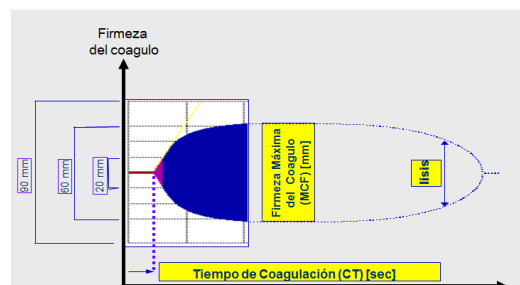 Firmeza
del coagulo
90 mm
60 mm
20 mm
Firmeza Máxima
del Coagulo
(MCF) [mm]
lisis
Tiempo de Coagulación (CT) [sec]